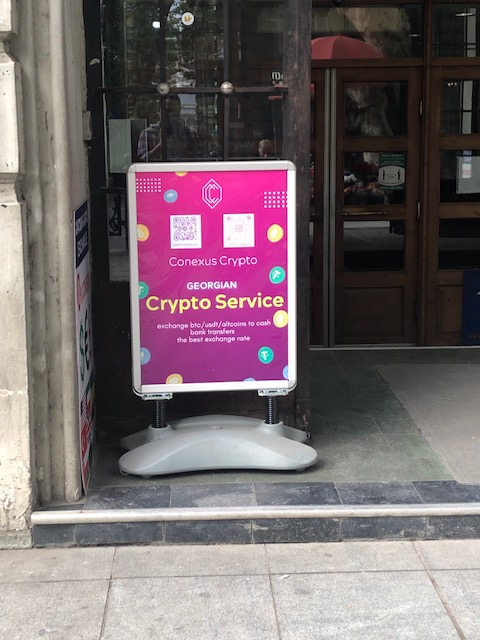 Conexus Crypto
GEORGIAN
Crypto Service
exchange btc/usdt/altcoins to cash
bank transfers
the best exchange rate